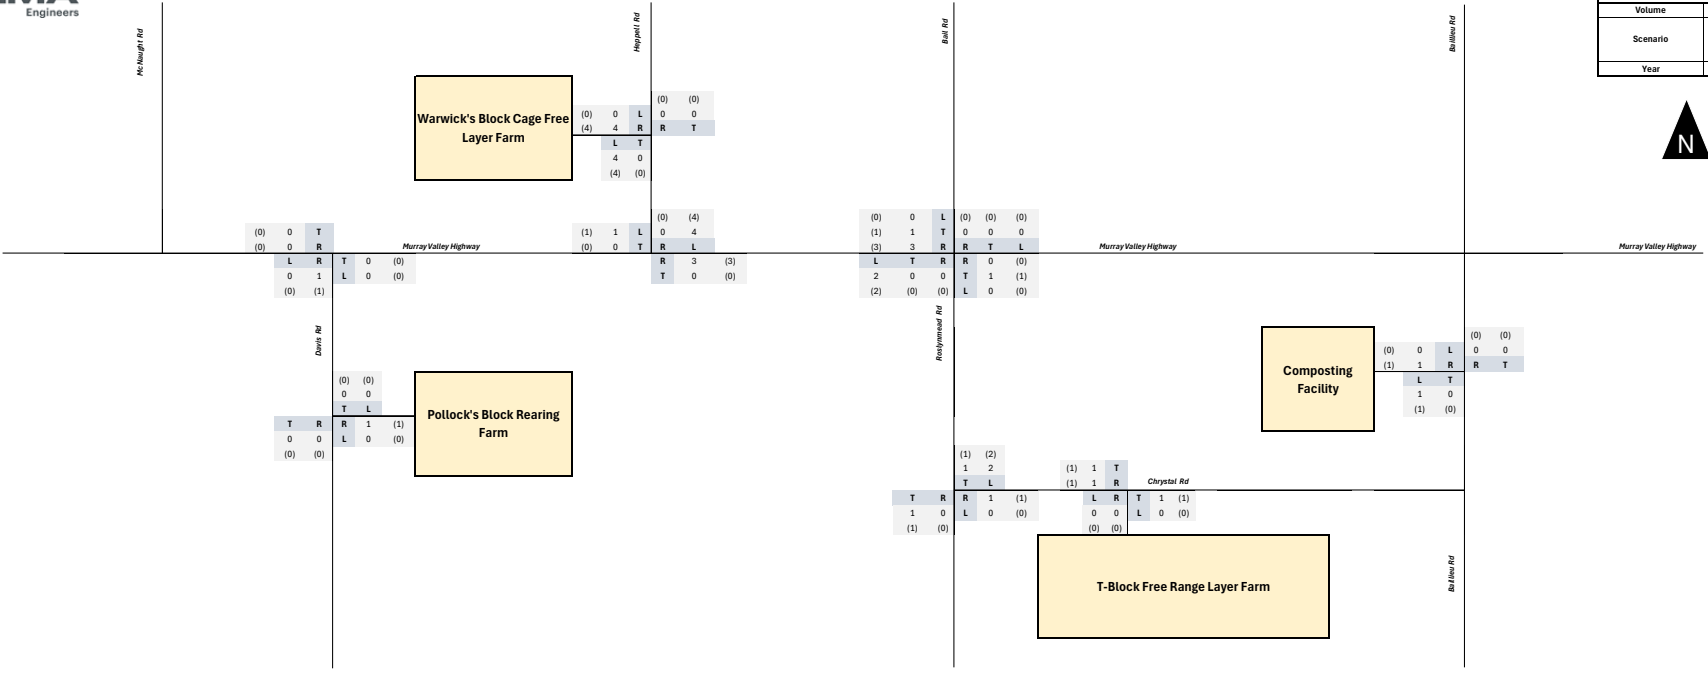 Engineers
Volume
Scenario
Year
McNaught Rd
Heppell Rd
Ball Rd
Baillieu Rd
N
Warwick's Block Cage Free
Layer Farm
(0) (0)
(0) 0 L 0 0
(4) 4 R R T
L T
4 0
(4) (0)
(0) 0 T
(0) 0 R
Murray Valley Highway
L R T 0 (0)
0 1 L 0 (0)
(0) (1)
(0) (4)
(1) 1 L 0 4
(0) 0 T R L
R 3 (3)
T 0 (0)
(0) 0 L (0) (0) (0)
(1) 1 T 0 0 0
(3) 3 R R T L
L T R R 0 (0)
2 0 0 T 1 (1)
(2) (0) (0) L 0 (0)
Murray Valley Highway
Murray Valley Highway
Davis Rd
Roslynmead Rd
(0) (0)
0 0
T L
T R R 1 (1)
0 0 L 0 (0)
(0) (0)
Pollock's Block Rearing
Farm
Composting
Facility
(0) (0)
(0) 0 L 0 0
(1) 1 R R T
L T
1 0
(1) (0)
(1) (2)
1 2
T L
T R R 1 (1)
1 0 L 0 (0)
(1) (0)
(1) 1 T
(1) 1 R
Chrystal Rd
L R T 1 (1)
0 0 L 0 (0)
(0) (0)
T-Block Free Range Layer Farm
Baillieu Rd